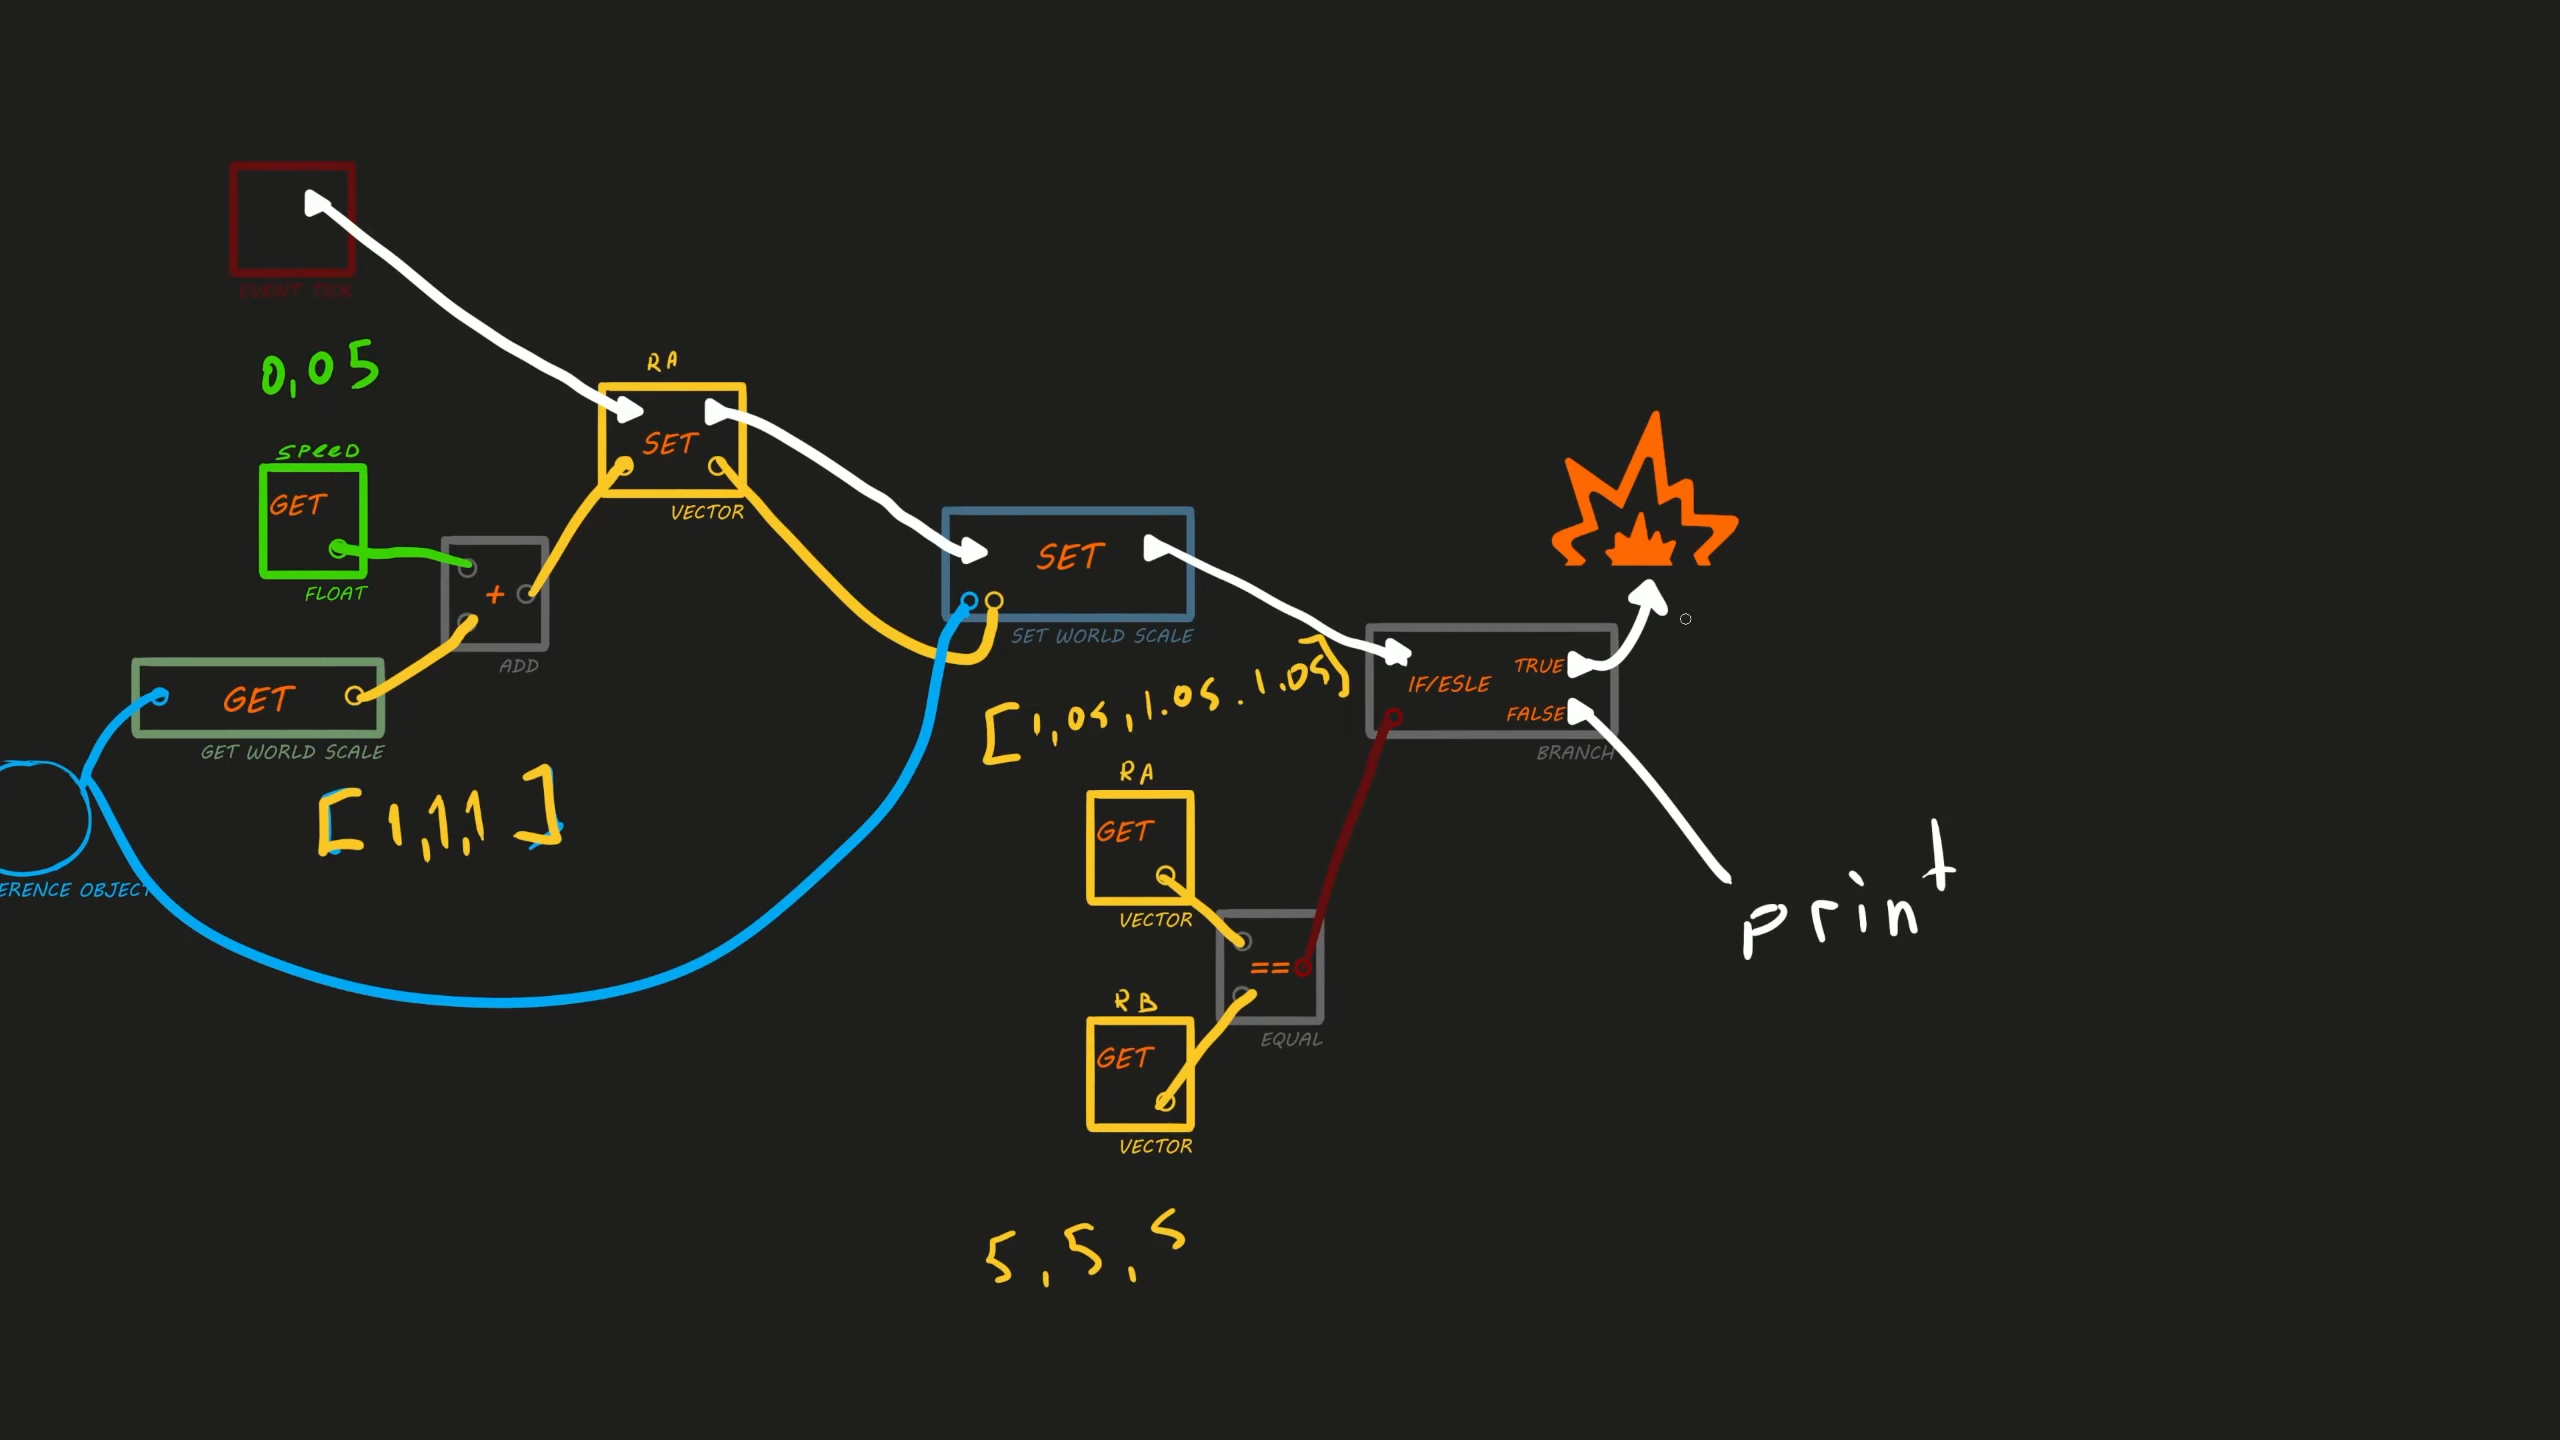 EVENT TICK
0,05
SPEED
GET
FLOAT
+
ADD
GET
GET WORLD SCALE
[1,1,1]
ERENCE OBJECT
RA
SET
VECTOR
SET
SET WORLD SCALE
[1,05,1.05.1.05]
RA
GET
VECTOR
==
EQUAL
RB
GET
VECTOR
5,5,5
IF/ESLE
TRUE
FALSE
BRANCH
print